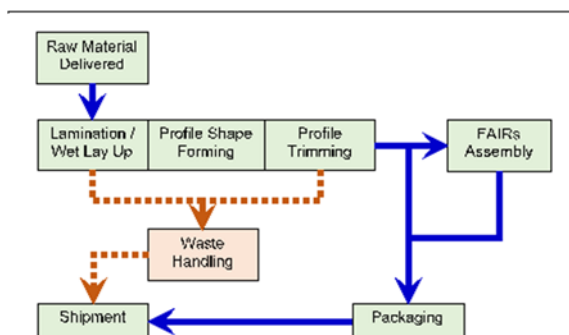 Raw Material
Delivered
Lamination /
Wet Lay Up
Profile Shape
Forming
Profile
Trimming
FAIRs
Assembly
Waste
Handling
Shipment
Packaging